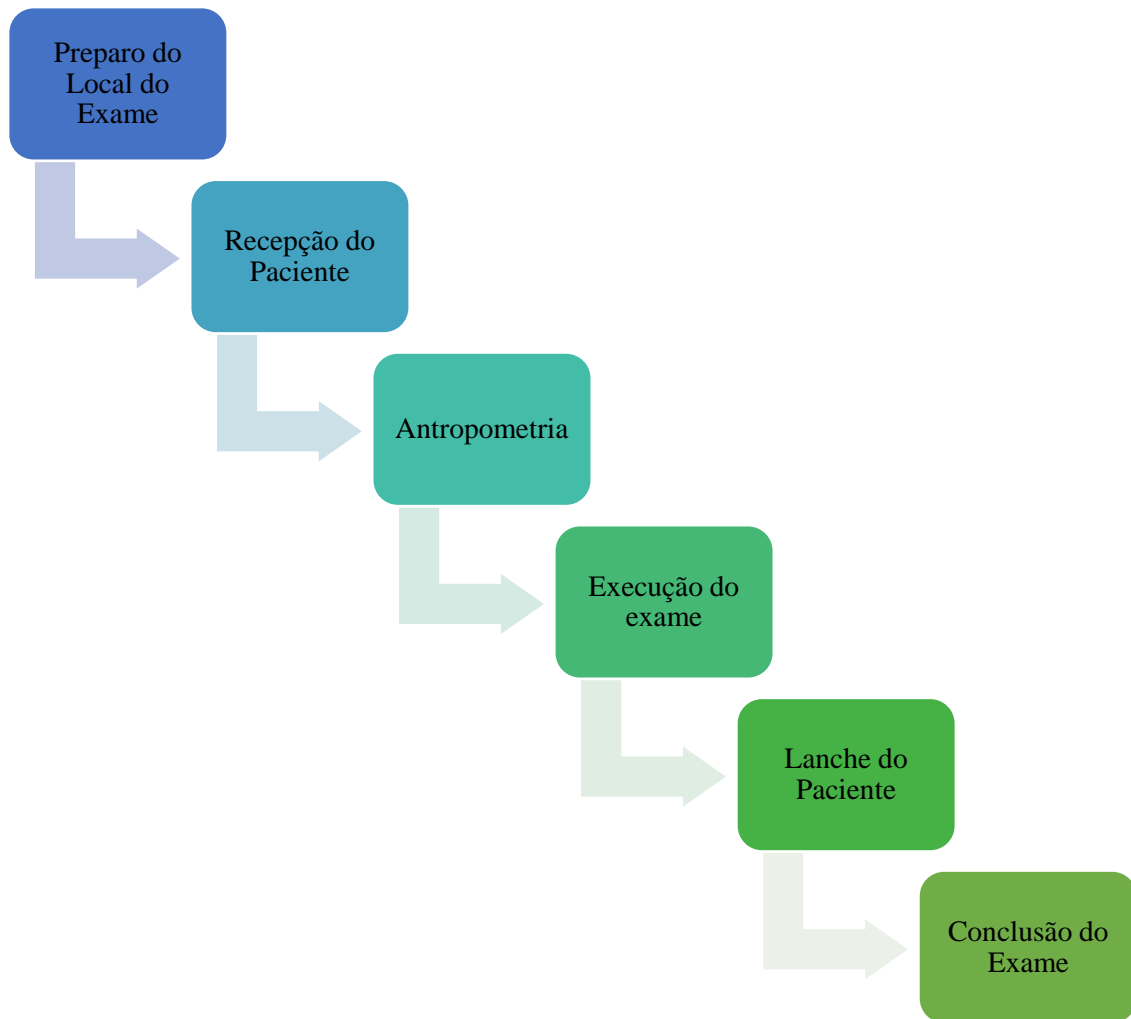 Preparo do
Local do
Exame
Recepção do
Paciente
Antropometria
Execução do
exame
Lanche do
Paciente
Conclusão do
Exame